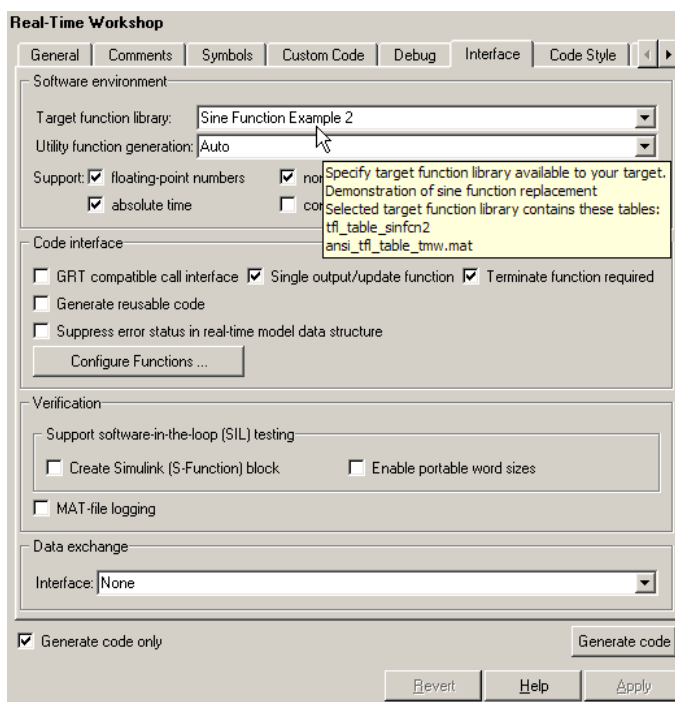 Real-Time Workshop
General Comments Symbols Custom Code Debug Interface Code Style
Software environment
Target function library: Sine Function Example 2
Utility function generation: Auto
Support: floating-point numbers
absolute time
Specify target function library available to your target.
Demonstration of sine function replacement
Selected target function library contains these tables:
tfl_table_sinfcn2
ansi_tfl_table_tmw.mat
Code interface
GRT compatible call interface Single output/update function Terminate function required
Generate reusable code
Suppress error status in real-time model data structure
Configure Functions ...
Verification
Support software-in-the-loop (SIL) testing
Create Simulink (S-Function) block Enable portable word sizes
MAT-file logging
Data exchange
Interface: None
Generate code only Generate code
Revert Help Apply